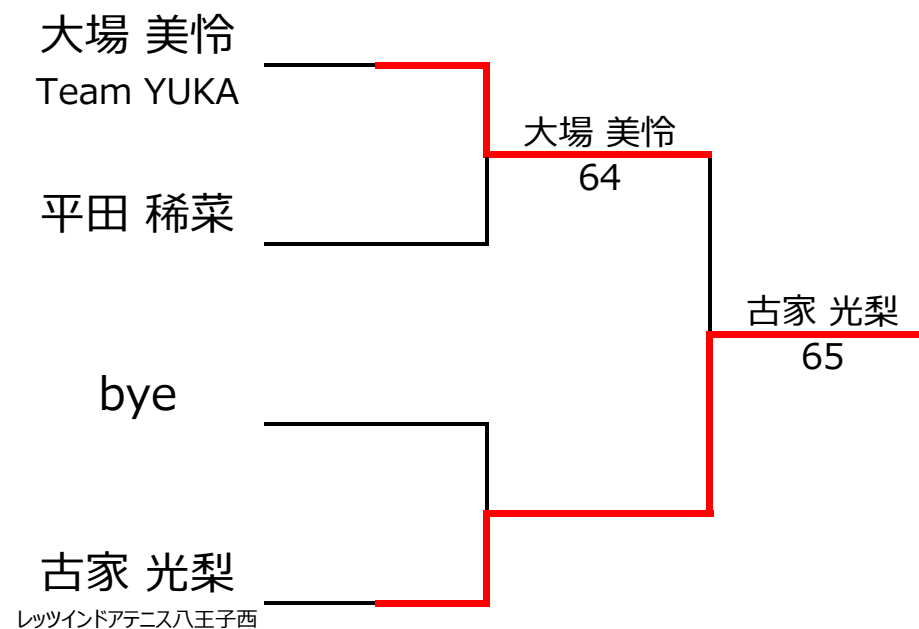 大場 美怜
Team YUKA
大場 美怜
64
平田 稀菜
古家 光梨
65
bye
古家 光梨
レッツインドアテニス八王子西